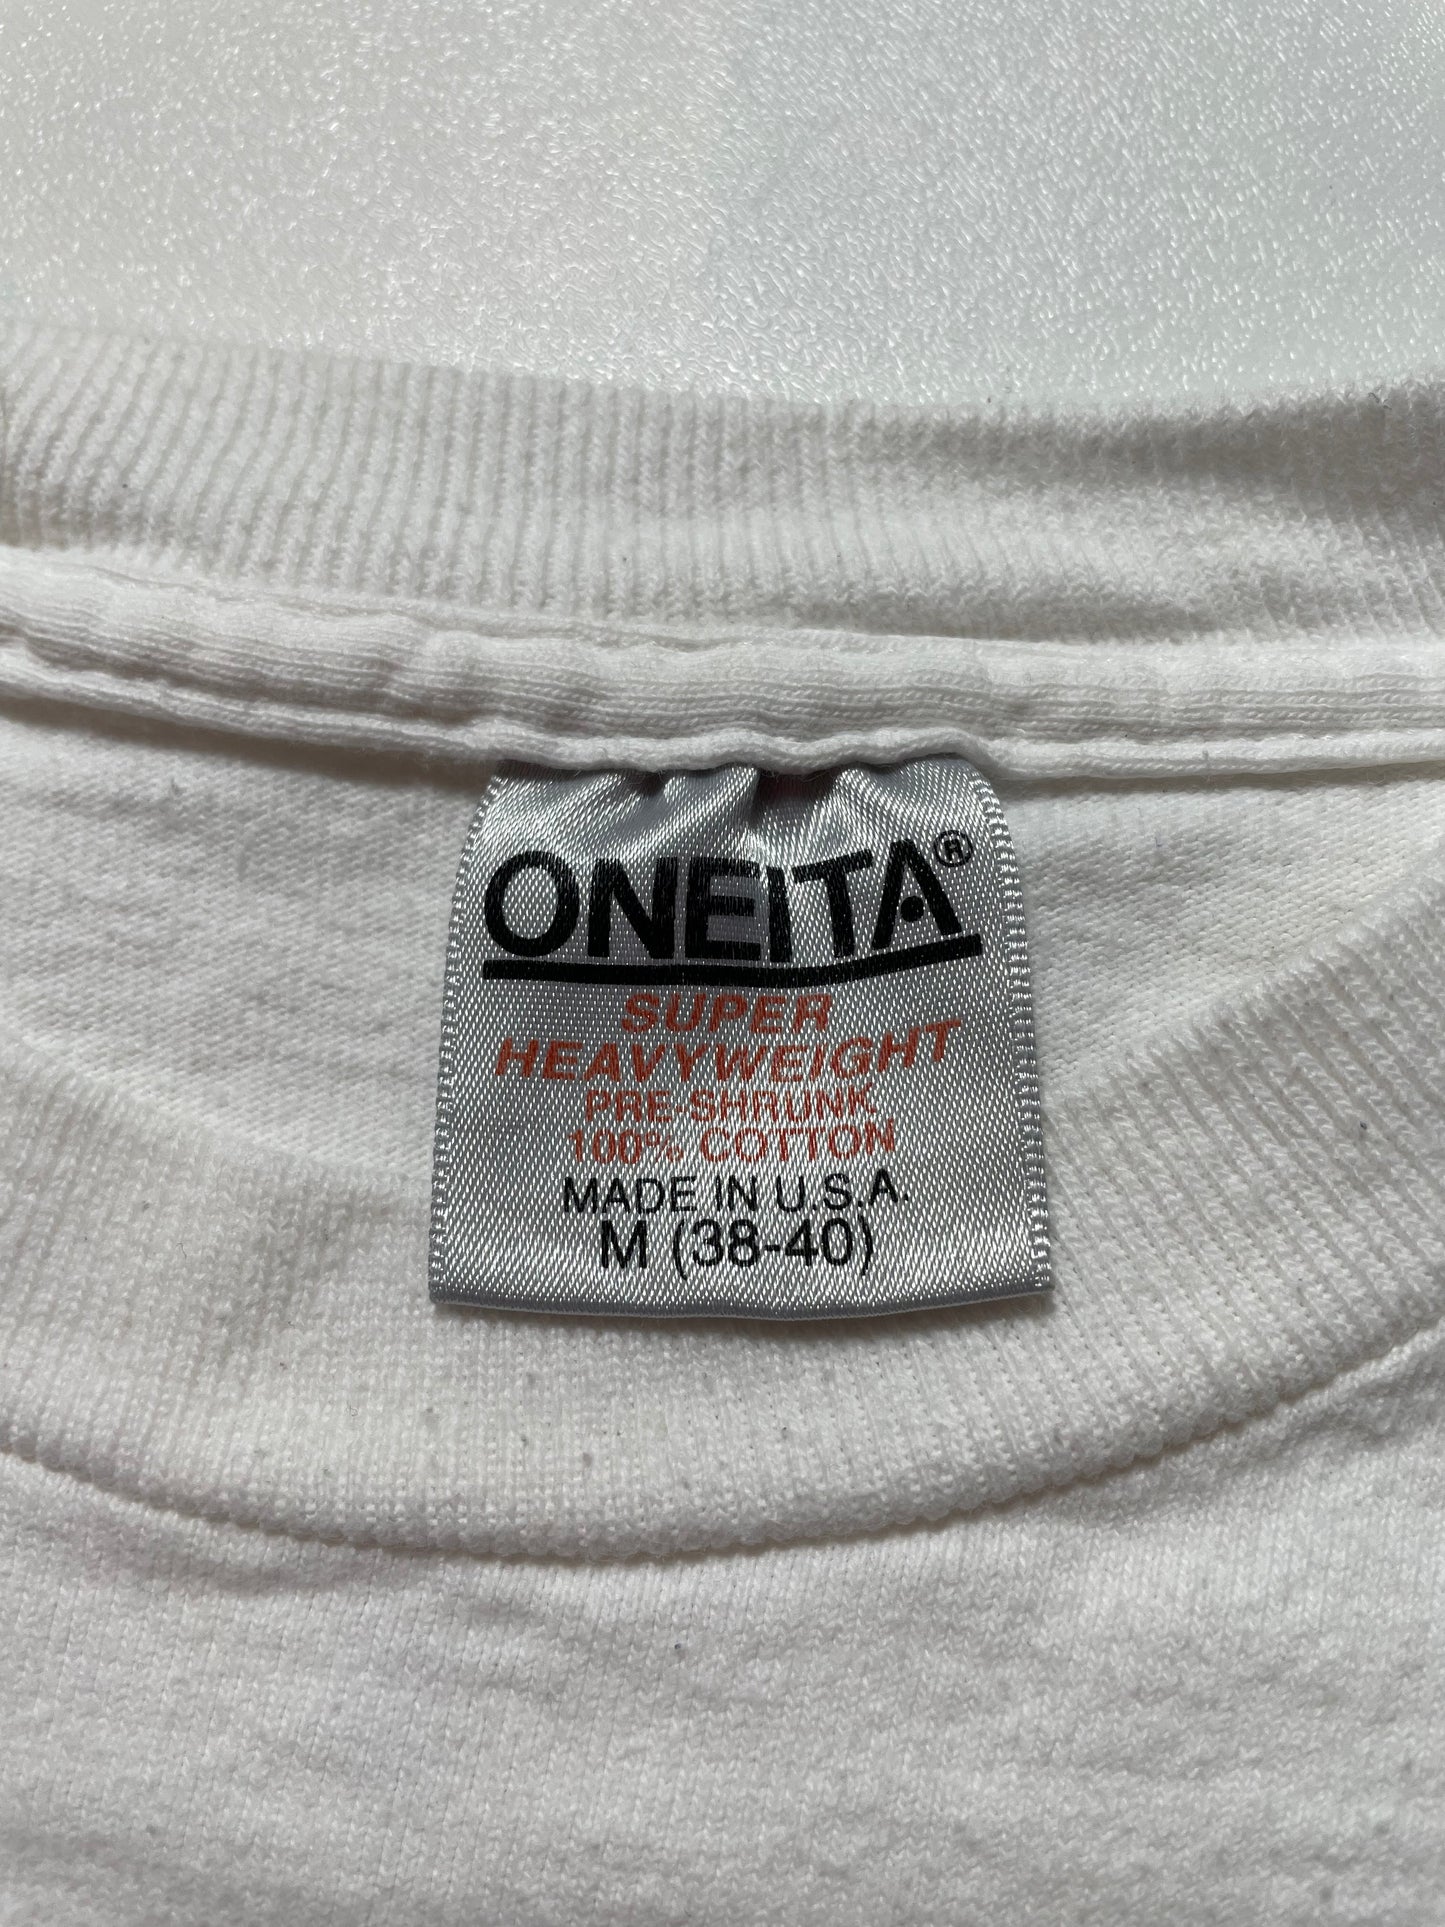 ONEITA®
SUPER
HEAVYWEIGHT
PRE-SHRUNK
100% COTTON
MADE IN U.S.A.
M (38-40)